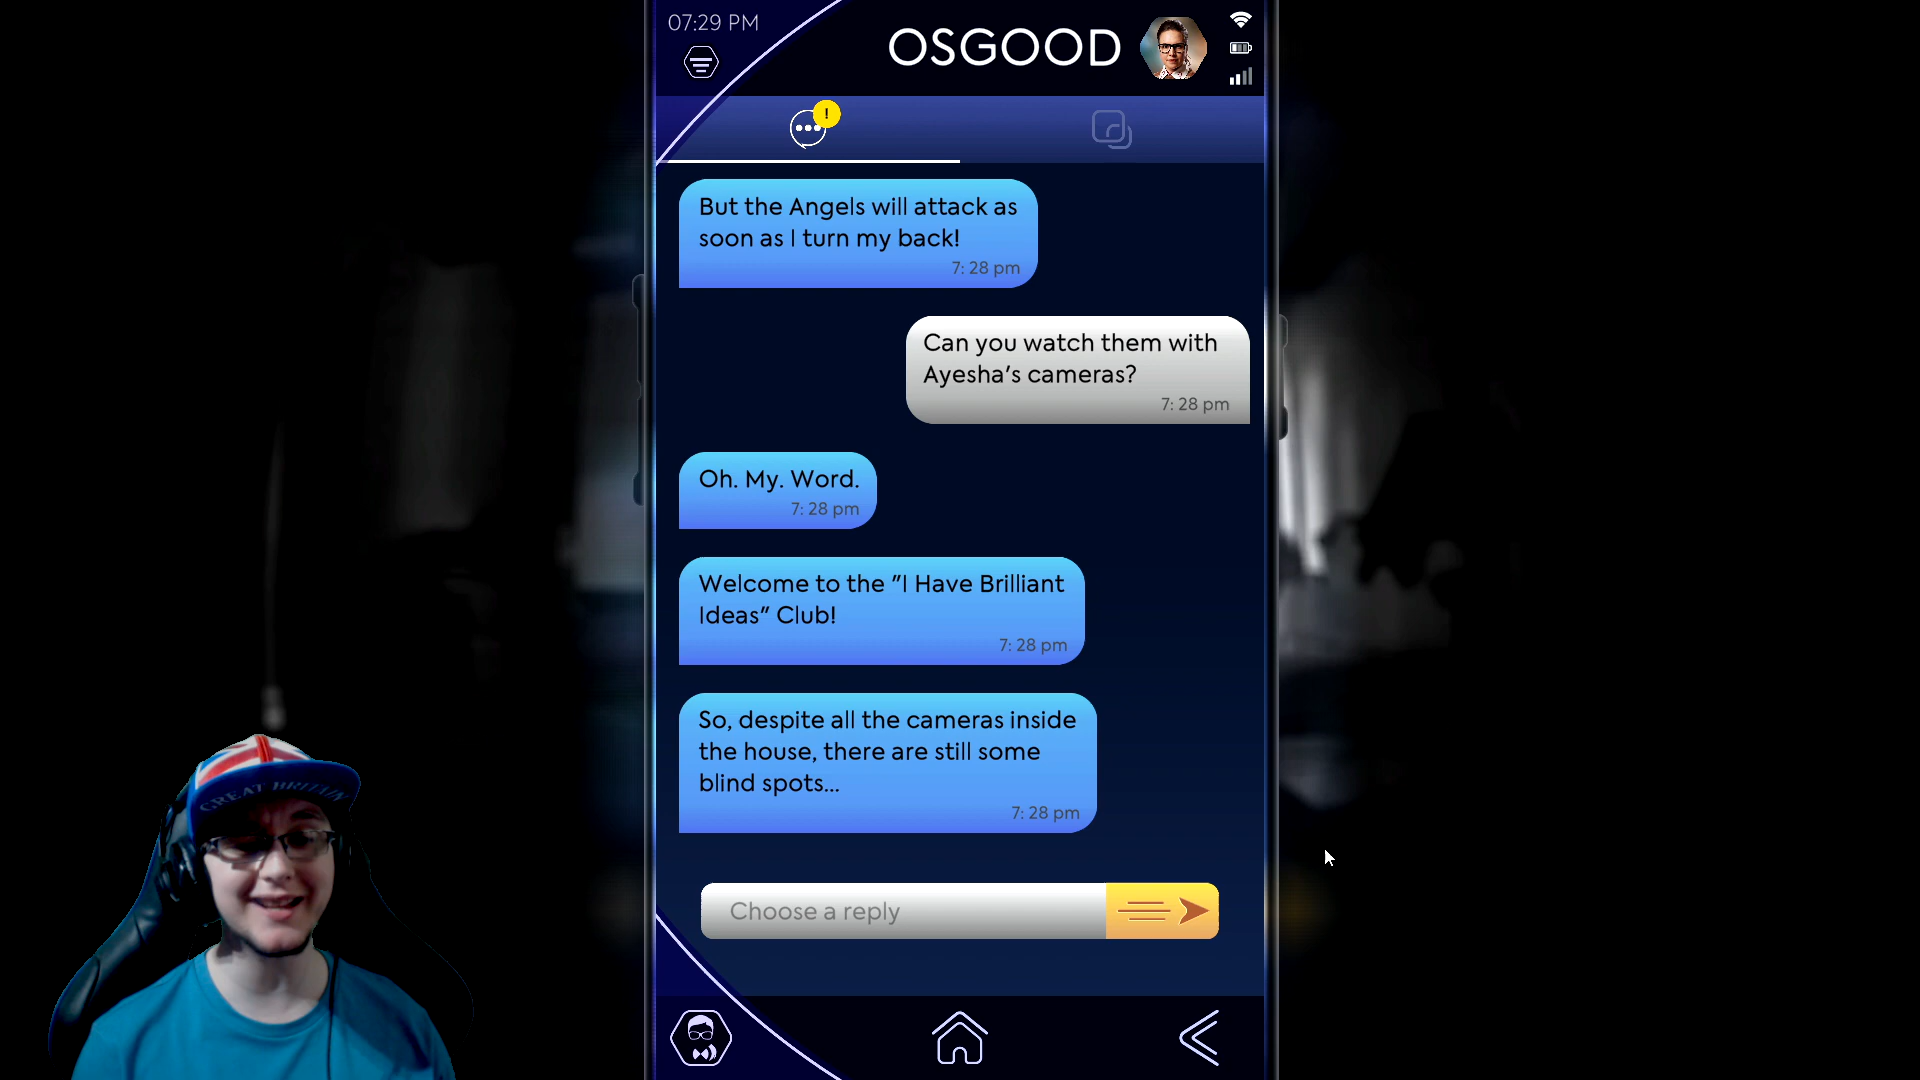 07:29 PM
OSGOOD
!
But the Angels will attack as
soon as I turn my back!
7: 28 pm
Can you watch them with
Ayesha's cameras?
7: 28 pm
Oh. My. Word.
7: 28 pm
Welcome to the "I Have Brilliant
Ideas" Club!
7: 28 pm
So, despite all the cameras inside
the house, there are still some
blind spots...
7: 28 pm
Choose a reply
GREAT BRITAIN